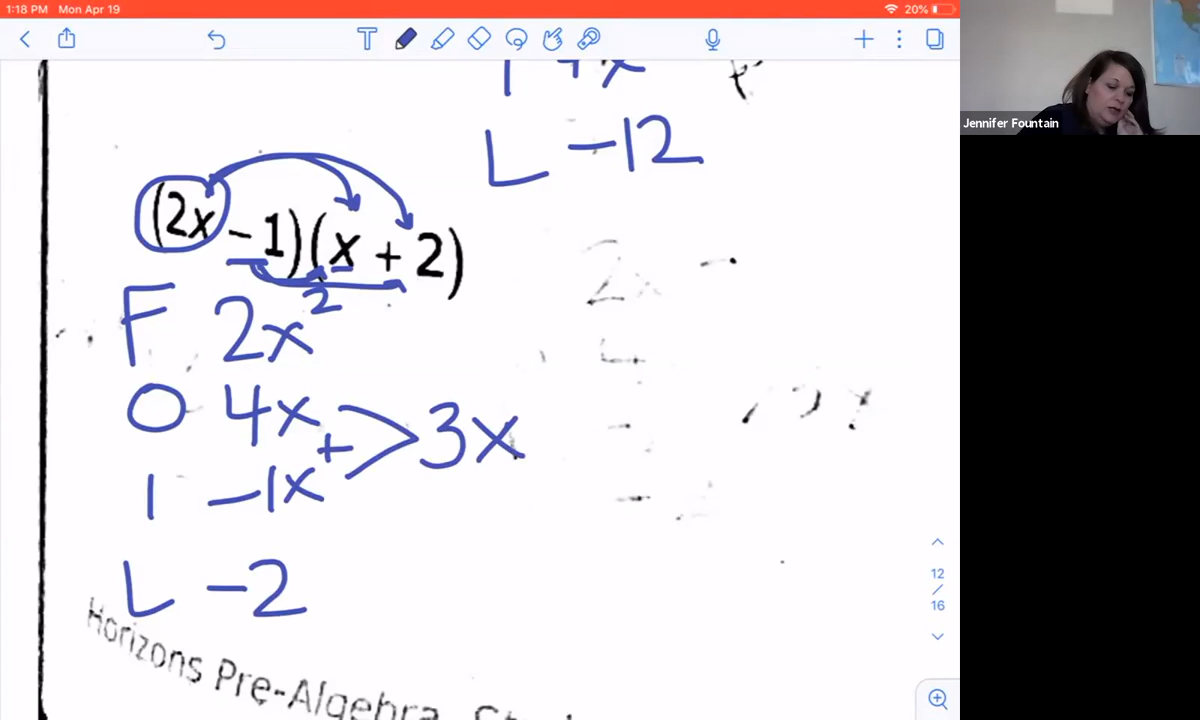 1:18 PM Mon Apr 19
20%
Jennifer Fountain
L -12
(2x - 1)(x + 2)
F 2x²
O 4x
+ > 3x
I -1x
L -2
12
/
16
Horizons Pre-Algebra